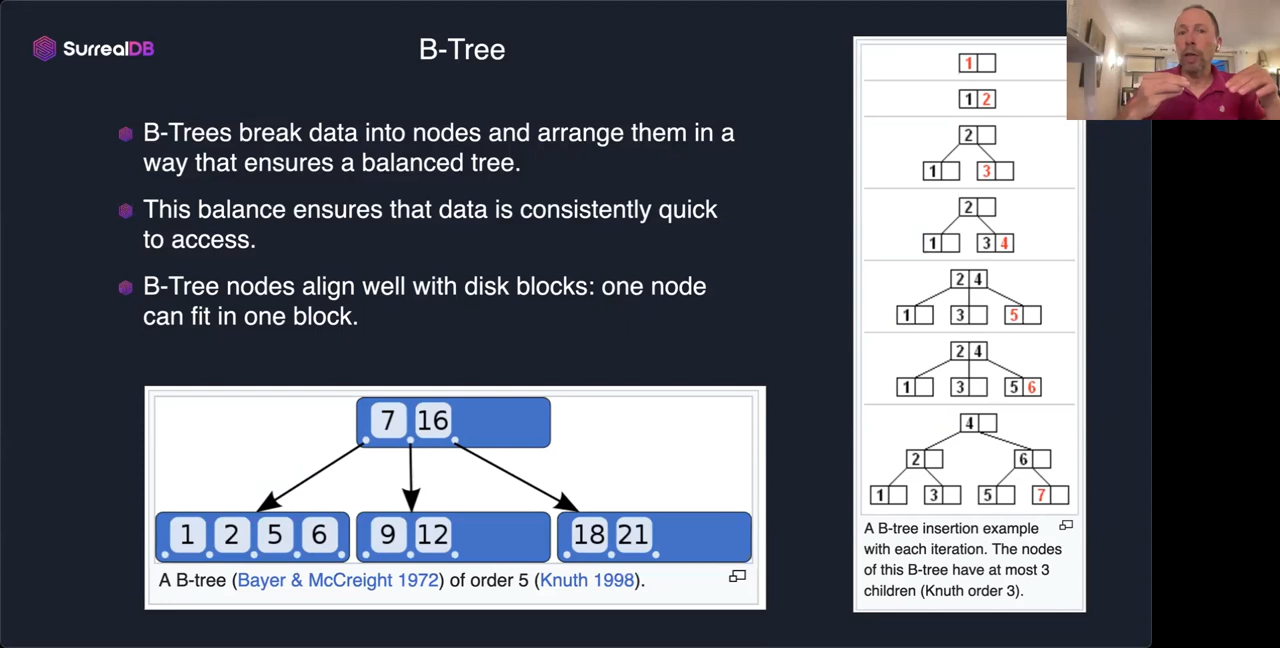 SurrealDB
B-Tree
B-Trees break data into nodes and arrange them in a
way that ensures a balanced tree.
This balance ensures that data is consistently quick
to access.
B-Tree nodes align well with disk blocks: one node
can fit in one block.
7 16
1 2 5 6 9 12 18 21
A B-tree (Bayer & McCreight 1972) of order 5 (Knuth 1998).
1
1 2
2
1 3
2
1 3 4
2 4
1 3 5
2 4
1 3 5 6
4
2 6
1 3 5 7
A B-tree insertion example
with each iteration. The nodes
of this B-tree have at most 3
children (Knuth order 3).